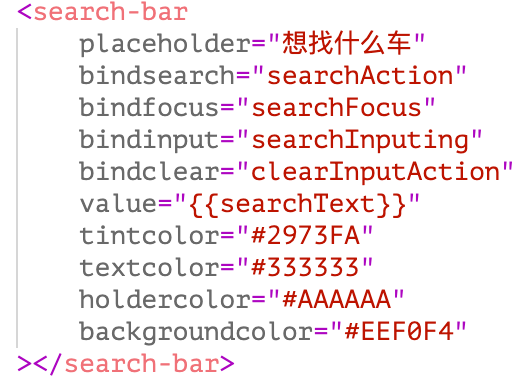 <search-bar
placeholder="想找什么车"
bindsearch="searchAction"
bindfocus="searchFocus"
bindinput="searchInputing"
bindclear="clearInputAction"
value="{{searchText}}"
tintcolor="#2973FA"
textcolor="#333333"
holdercolor="#AAAAAA"
backgroundcolor="#EEF0F4"
></search-bar>